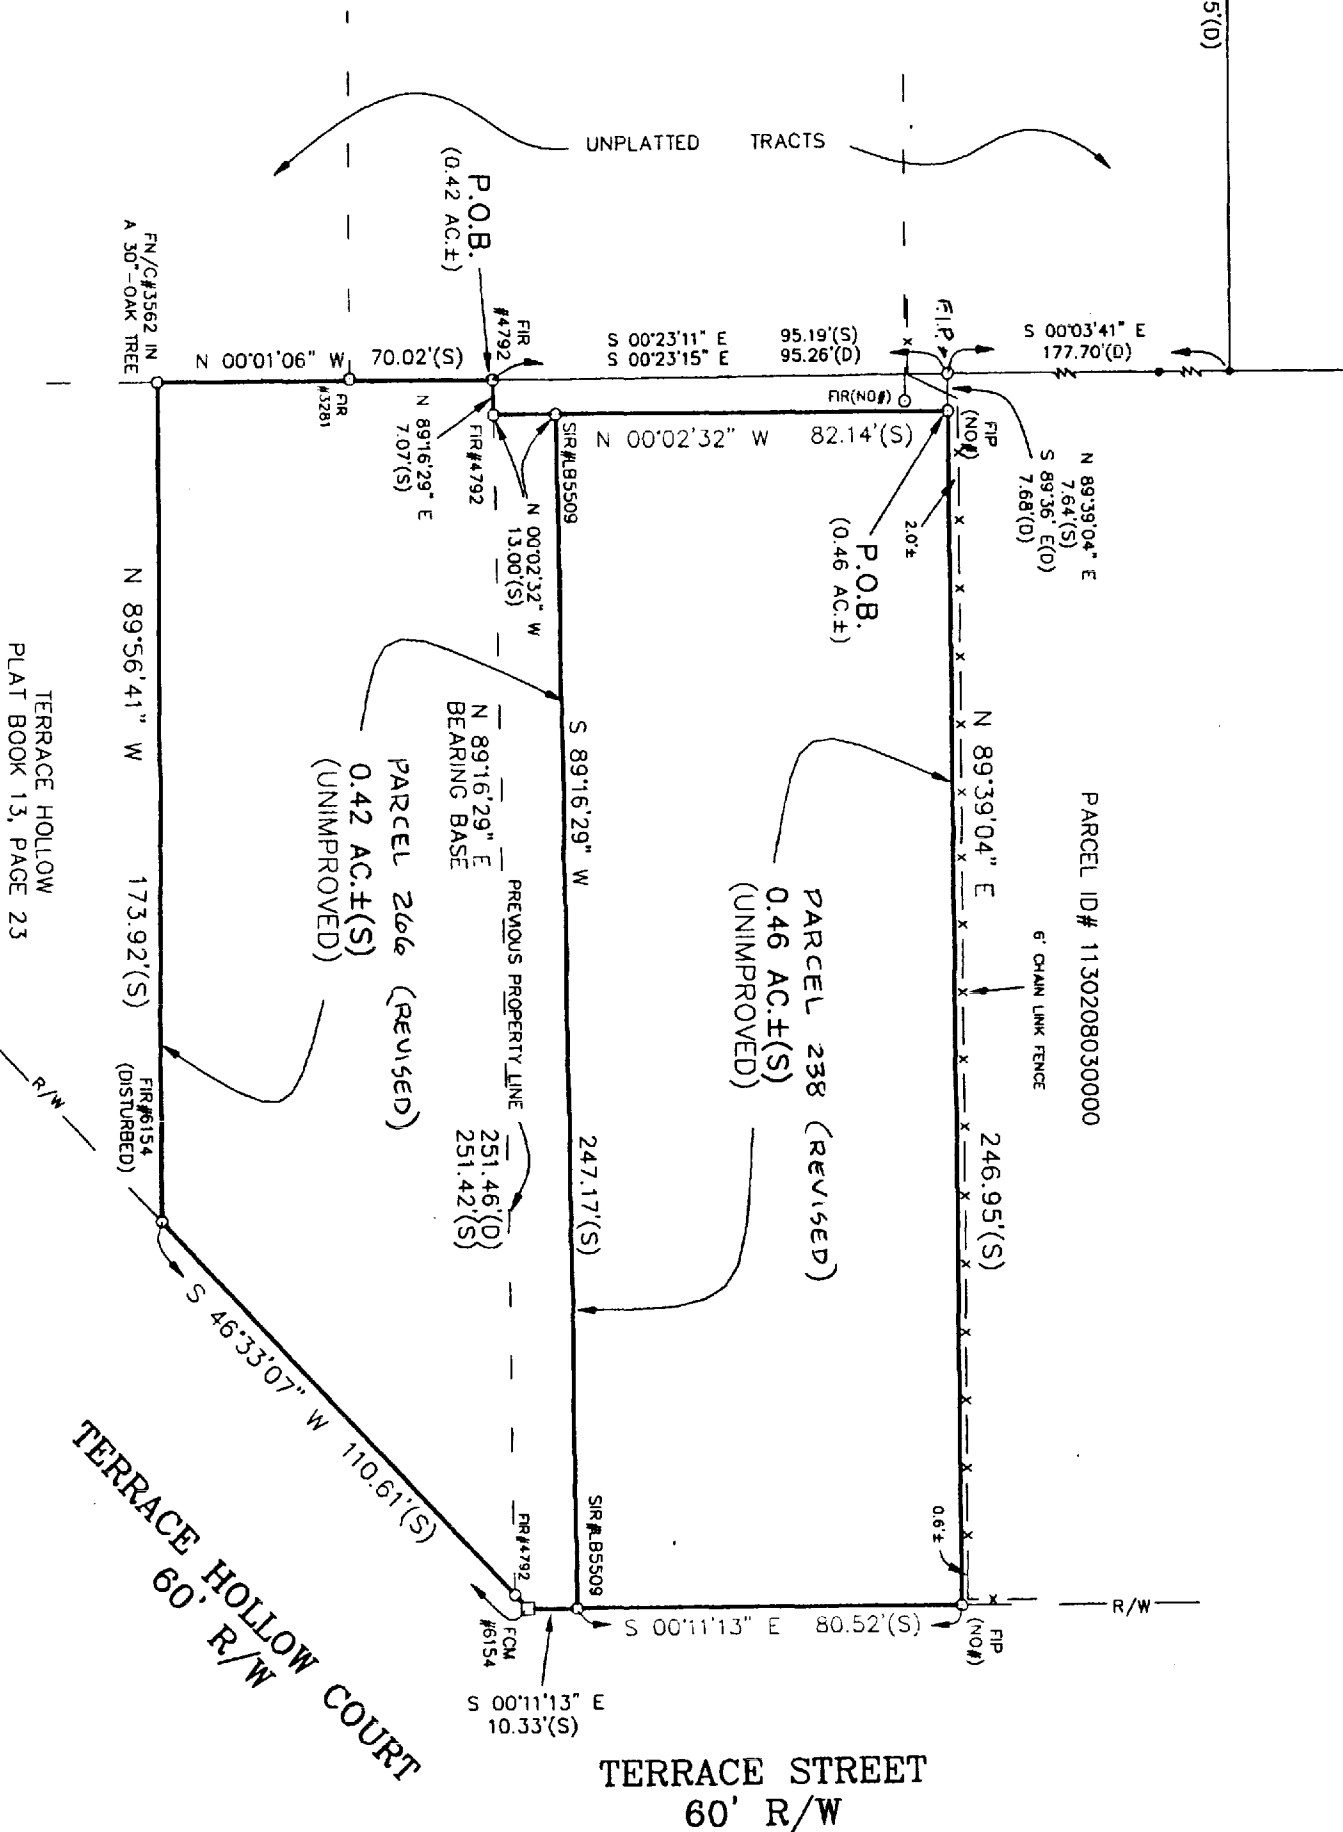 5'(D)
UNPLATTED TRACTS
P.O.B.
(0.42 AC.±)
FN/C#3562 IN
A 30"-OAK TREE
N 00°01'06" W 70.02'(S)
FIR
#3281
FIR
#4792
S 00°23'11" E 95.19'(S)
S 00°23'15" E 95.26'(D)
F.I.P.
S 00°03'41" E
177.70'(D)
FIR(NO#)
N 89°16'29" E
7.07'(S)
FIR#4792
SIR#LB5509
N 00°02'32" W 82.14'(S)
FIP
(NO#)
N 89°39'04" E
7.64'(S)
S 89°36' E(D)
7.68'(D)
N 00°02'32" W
13.00'(S)
2.0'±
P.O.B.
(0.46 AC.±)
N 89°39'04" E 246.95'(S)
PARCEL ID# 1130208030000
6' CHAIN LINK FENCE
PARCEL 238 (REVISED)
0.46 AC.±(S)
(UNIMPROVED)
S 89°16'29" W 247.17'(S)
N 89°16'29" E
BEARING BASE
PREVIOUS PROPERTY LINE
251.46'(D)
251.42'(S)
PARCEL 266 (REVISED)
0.42 AC.±(S)
(UNIMPROVED)
N 89°56'41" W 173.92'(S)
TERRACE HOLLOW
PLAT BOOK 13, PAGE 23
R/W
FIR#6154
(DISTURBED)
S 46°33'07" W 110.61'(S)
TERRACE HOLLOW COURT
60' R/W
FIR#4792
FCM
#6154
SIR#LB5509
S 00°11'13" E 80.52'(S)
0.6'±
FIP
(NO#)
R/W
S 00°11'13" E
10.33'(S)
TERRACE STREET
60' R/W